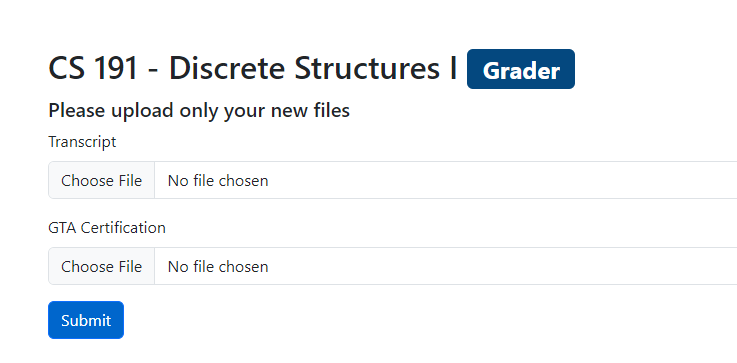 CS 191 - Discrete Structures I Grader
Please upload only your new files
Transcript
Choose File No file chosen
GTA Certification
Choose File No file chosen
Submit